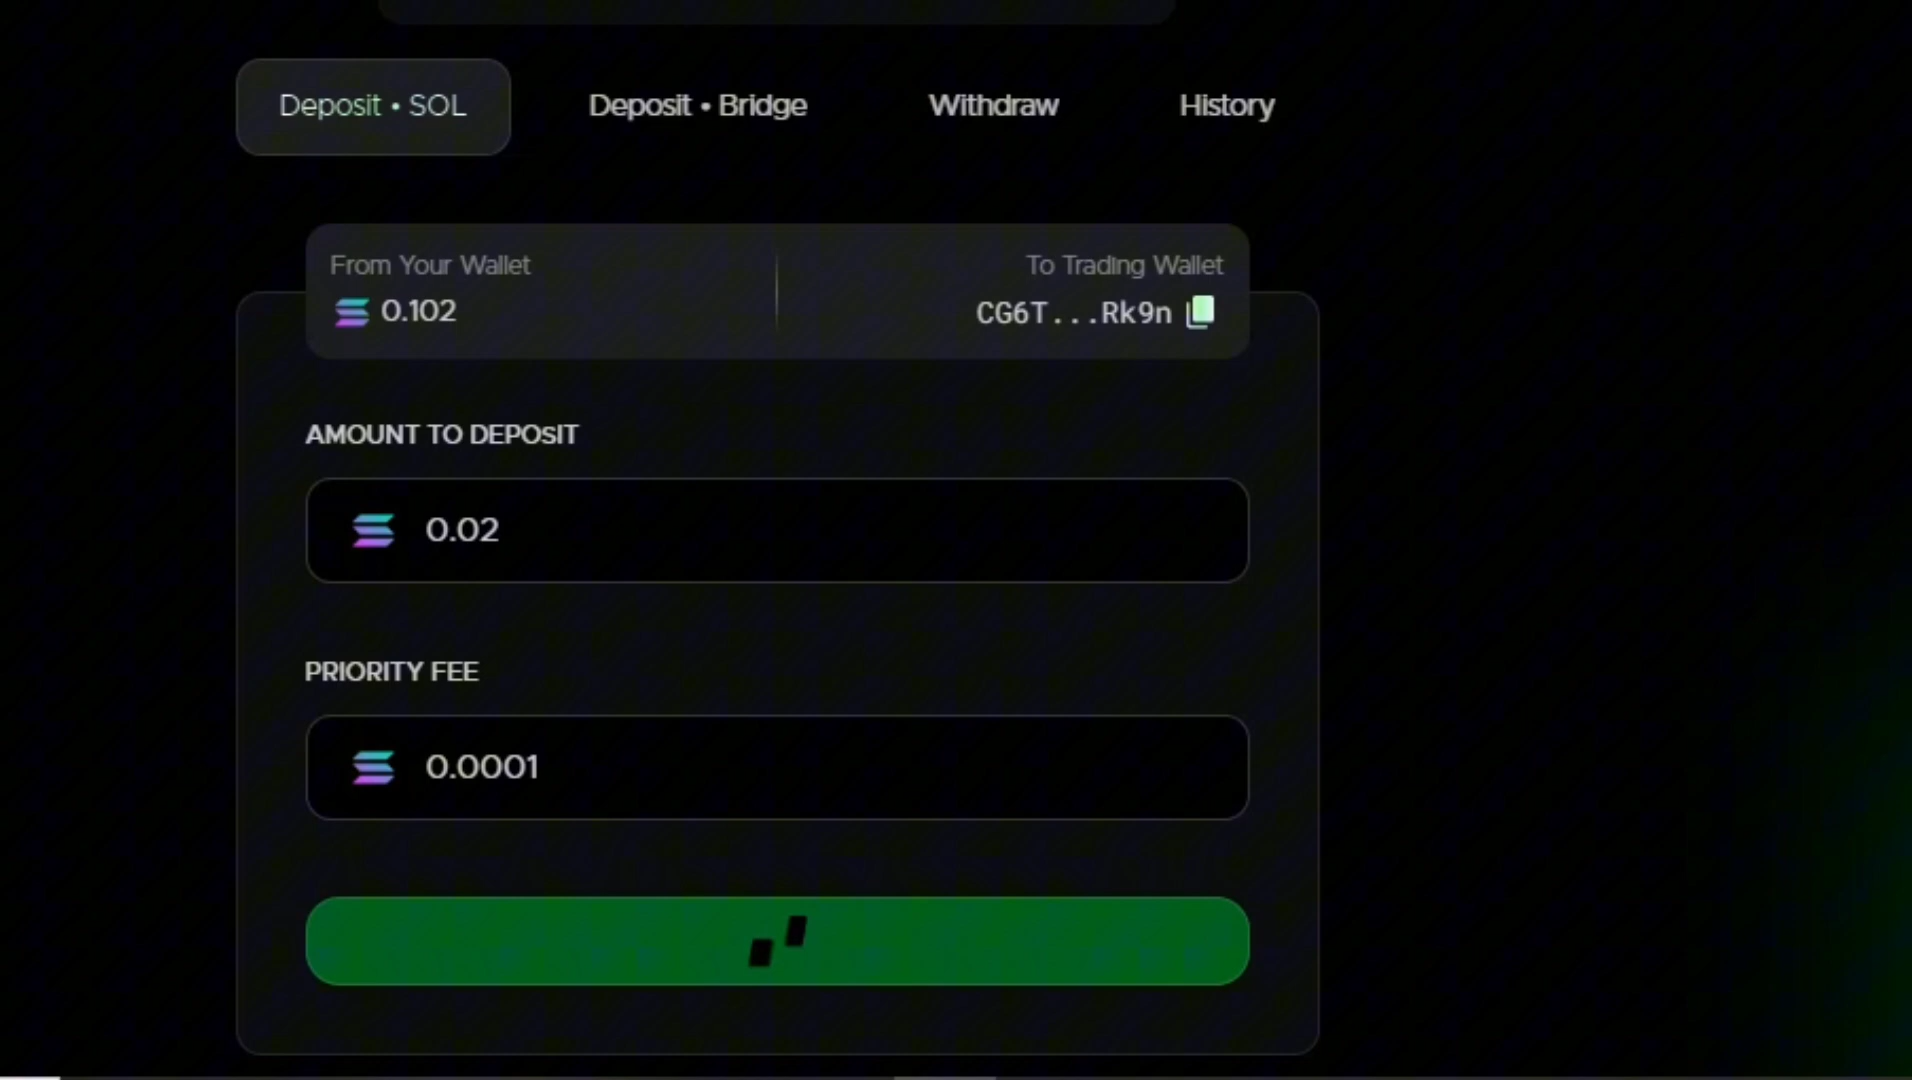 Deposit • SOL
Deposit • Bridge
Withdraw
History
From Your Wallet
To Trading Wallet
0.102
CG6T...Rk9n
AMOUNT TO DEPOSIT
0.02
PRIORITY FEE
0.0001